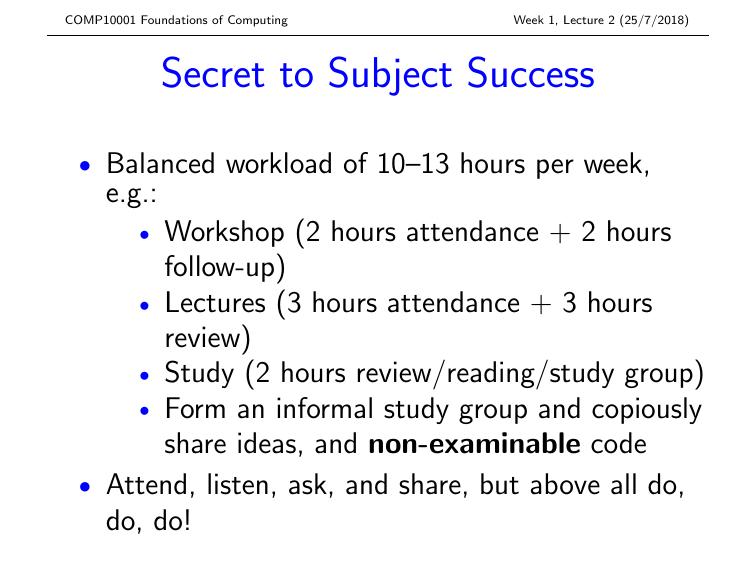 COMP10001 Foundations of Computing Week 1, Lecture 2 (25/7/2018)
Secret to Subject Success
• Balanced workload of 10–13 hours per week,
e.g.:
• Workshop (2 hours attendance + 2 hours
follow-up)
• Lectures (3 hours attendance + 3 hours
review)
• Study (2 hours review/reading/study group)
• Form an informal study group and copiously
share ideas, and non-examinable code
• Attend, listen, ask, and share, but above all do,
do, do!